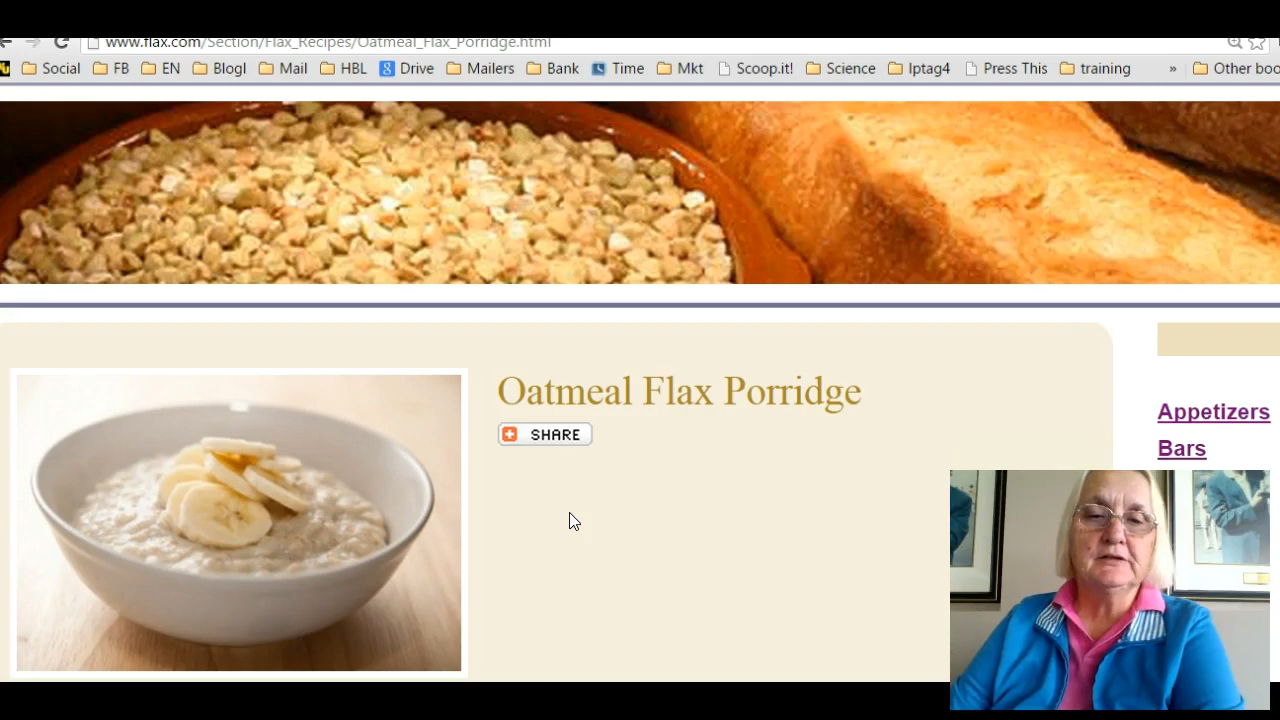 www.flax.com/Section/Flax_Recipes/Oatmeal_Flax_Porridge.html
Social FB EN Blogl Mail HBL Drive Mailers Bank Time Mkt Scoop.it! Science Iptag4 Press This training » Other boo
Oatmeal Flax Porridge
SHARE
Appetizers
Bars